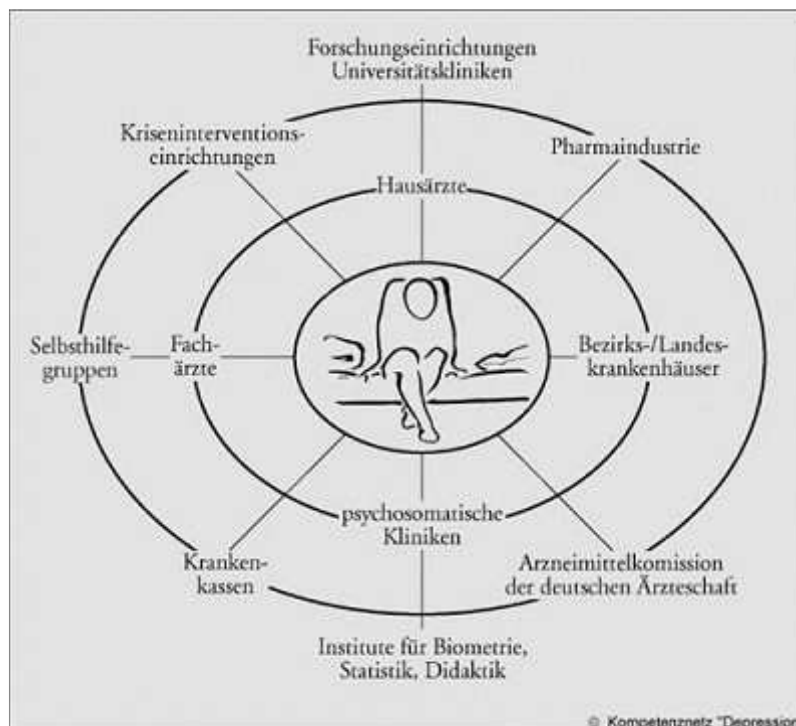 Forschungseinrichtungen
Universitätskliniken
Kriseninterventions-
einrichtungen
Pharmaindustrie
Hausärzte
Selbsthilfe-
gruppen
Fach-
ärzte
Bezirks-/Landes-
krankenhäuser
psychosomatische
Kliniken
Kranken-
kassen
Arzneimittelkomission
der deutschen Ärzteschaft
Institute für Biometrie,
Statistik, Didaktik
© Kompetenznetz "Depression